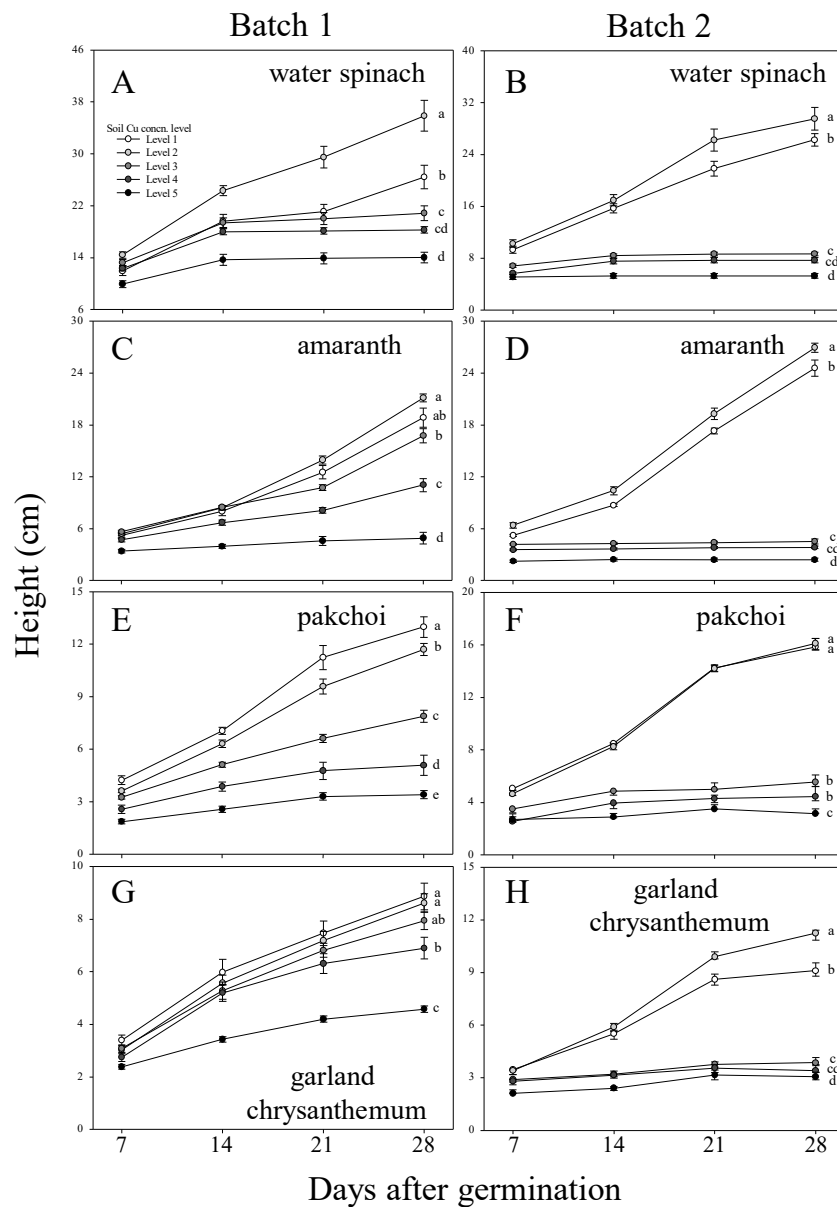 Batch 1
Batch 2
Height (cm)
46
38
30
22
14
6
A
water spinach
Soil Cu concn. level
Level 1
Level 2
Level 3
Level 4
Level 5
a
b
c
cd
d
40
32
24
16
8
0
B
water spinach
a
b
c
cd
d
30
24
18
12
6
0
C
amaranth
a
ab
b
c
d
30
24
18
12
6
0
D
amaranth
a
b
c
cd
d
15
12
9
6
3
0
E
pakchoi
a
b
c
d
e
20
16
12
8
4
0
F
pakchoi
a
a
b
b
c
10
8
6
4
2
0
G
garland
chrysanthemum
a
a
ab
b
c
7
14
21
28
15
12
9
6
3
0
H
garland
chrysanthemum
a
b
c
cd
d
7
14
21
28
Days after germination